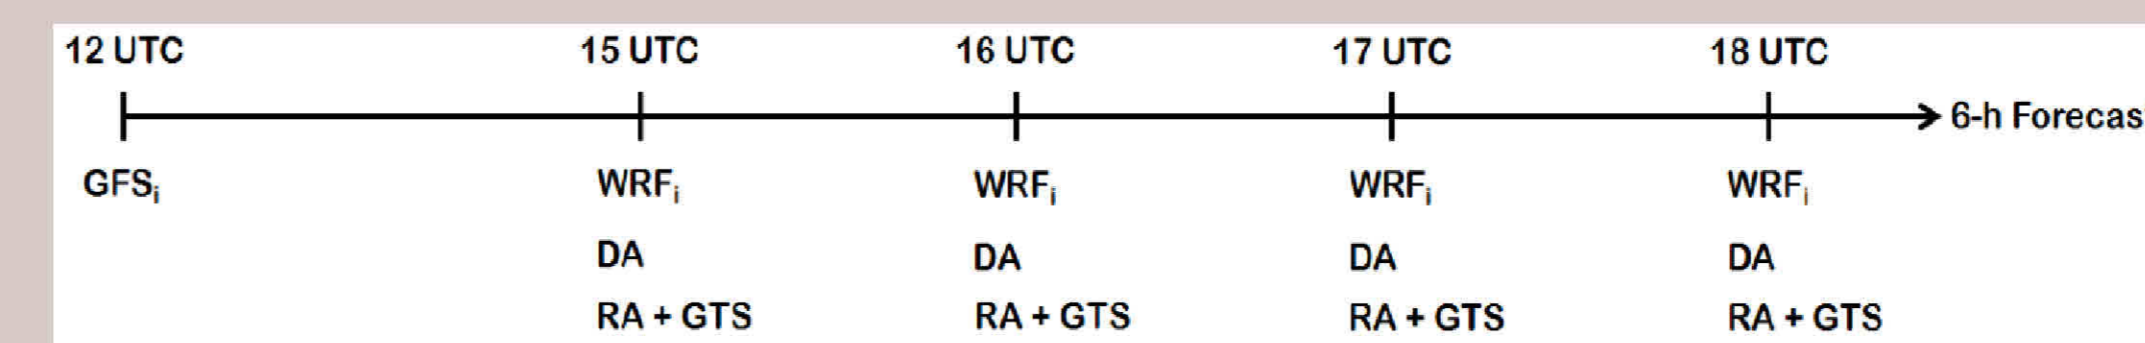 12 UTC 15 UTC 16 UTC 17 UTC 18 UTC
6-h Forecas
GFSi WRFi WRFi WRFi WRFi
DA DA DA DA
RA + GTS RA + GTS RA + GTS RA + GTS